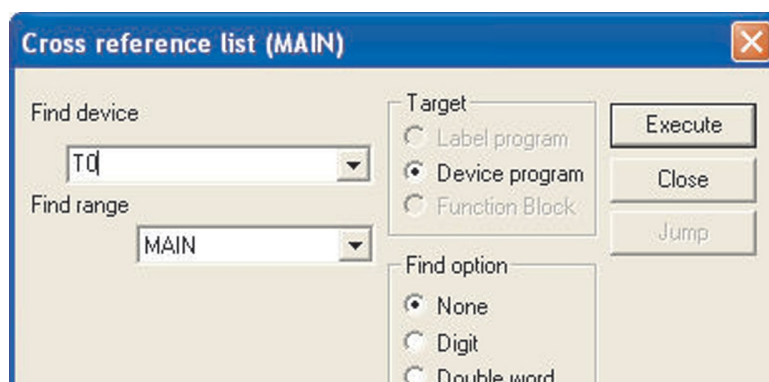 Cross reference list (MAIN)
Find device
T0
Find range
MAIN
Target
Label program
Device program
Function Block
Find option
None
Digit
Double word
Execute
Close
Jump